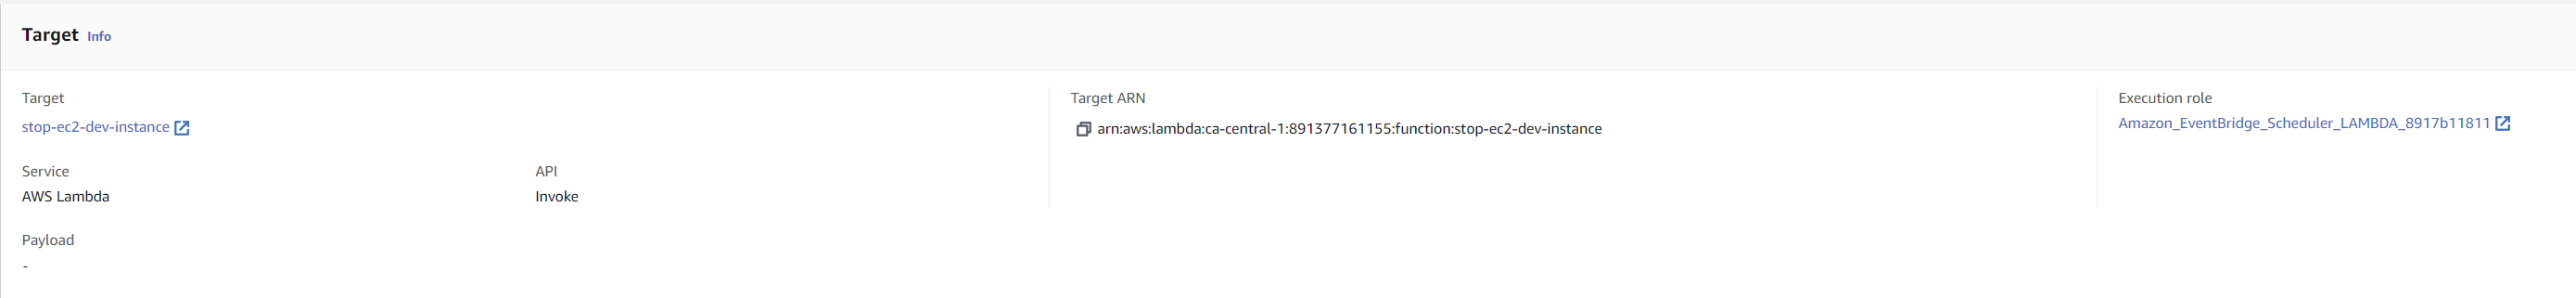 Target Info
Target
stop-ec2-dev-instance
Target ARN
arn:aws:lambda:ca-central-1:891377161155:function:stop-ec2-dev-instance
Execution role
Amazon_EventBridge_Scheduler_LAMBDA_8917b11811
Service
AWS Lambda
API
Invoke
Payload
-